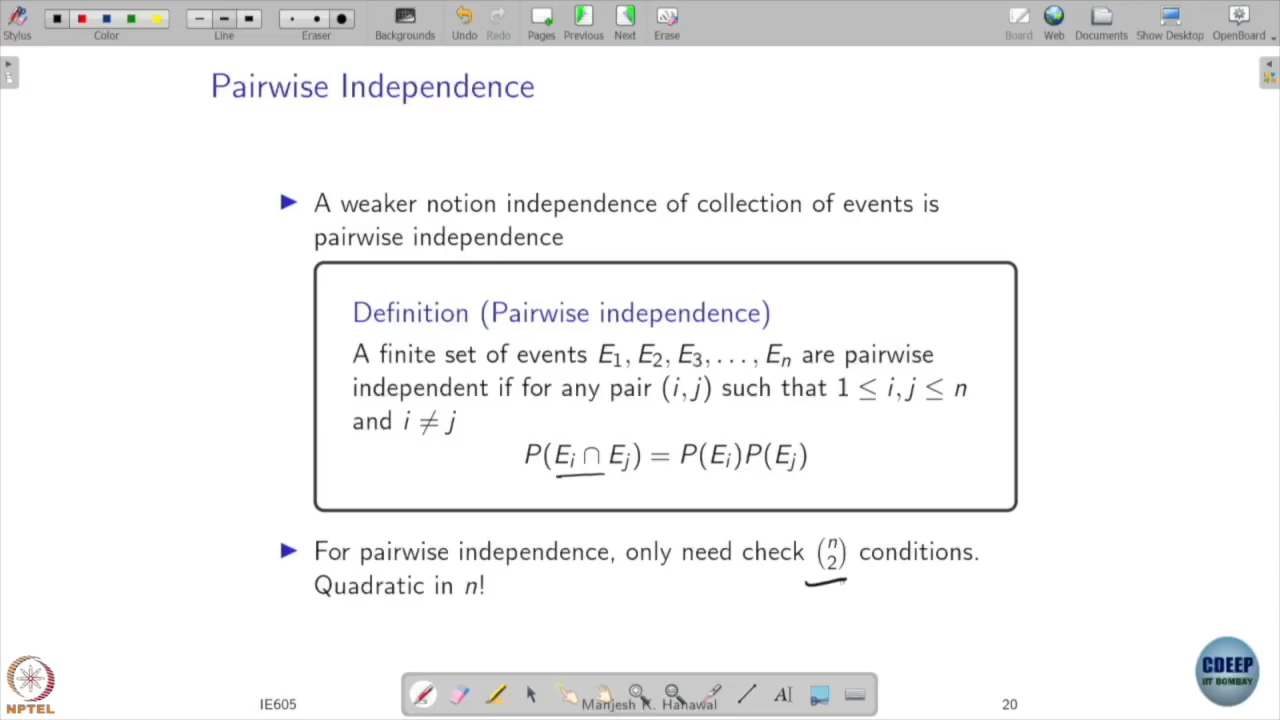 Stylus Color Line Eraser Backgrounds Undo Redo Pages Previous Next Erase Board Web Documents Show Desktop OpenBoard
Pairwise Independence
▶ A weaker notion independence of collection of events is
pairwise independence
Definition (Pairwise independence)
A finite set of events E₁, E₂, E₃, . . . , Eₙ are pairwise
independent if for any pair (i, j) such that 1 ≤ i, j ≤ n
and i ≠ j
P(Eᵢ ∩ Eⱼ) = P(Eᵢ)P(Eⱼ)
▶ For pairwise independence, only need check (n 2) conditions.
Quadratic in n!
NPTEL
IE605
Manjesh K. Hanawal
20
CDEEP
IIT BOMBAY